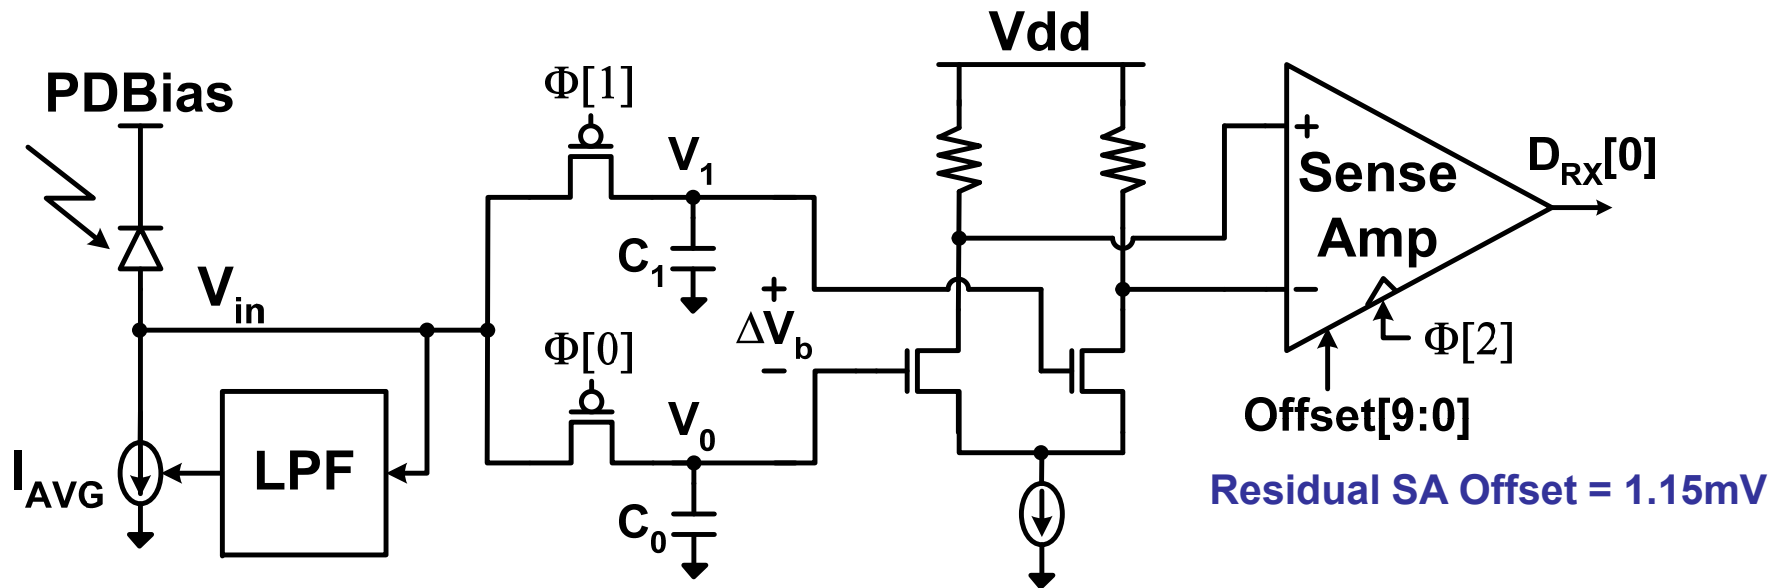 Vdd
PDBias
Φ[1]
V1
DRX[0]
+
Sense
Amp
C1
Vin
+
ΔVb
−
−
Φ[0]
Φ[2]
V0
Offset[9:0]
IAVG
LPF
C0
Residual SA Offset = 1.15mV